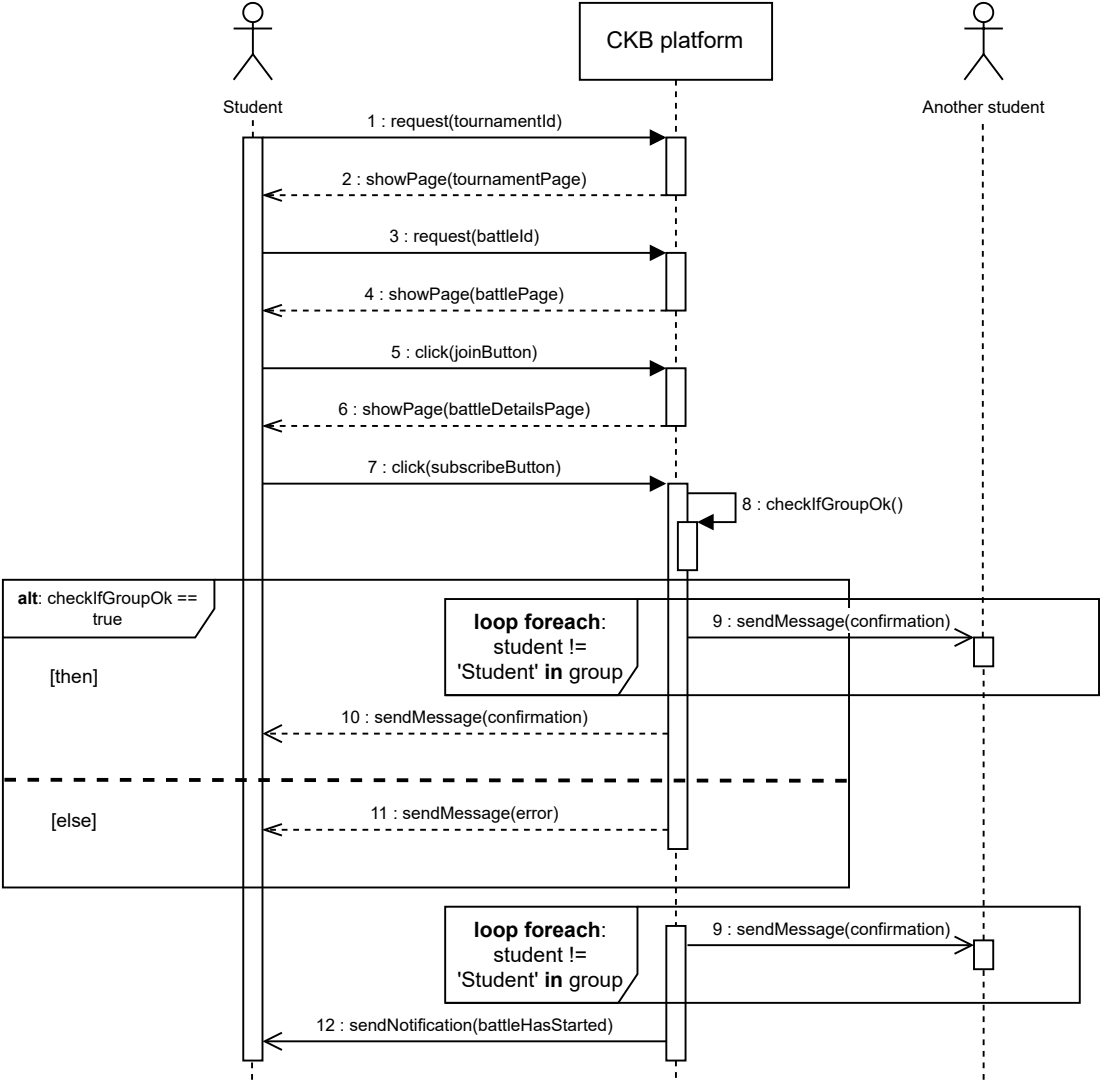 CKB platform
Student
Another student
1 : request(tournamentId)
2 : showPage(tournamentPage)
3 : request(battleId)
4 : showPage(battlePage)
5 : click(joinButton)
6 : showPage(battleDetailsPage)
7 : click(subscribeButton)
8 : checkIfGroupOk()
alt: checkIfGroupOk ==
true
loop foreach:
student !=
'Student' in group
9 : sendMessage(confirmation)
[then]
10 : sendMessage(confirmation)
11 : sendMessage(error)
[else]
loop foreach:
student !=
'Student' in group
9 : sendMessage(confirmation)
12 : sendNotification(battleHasStarted)